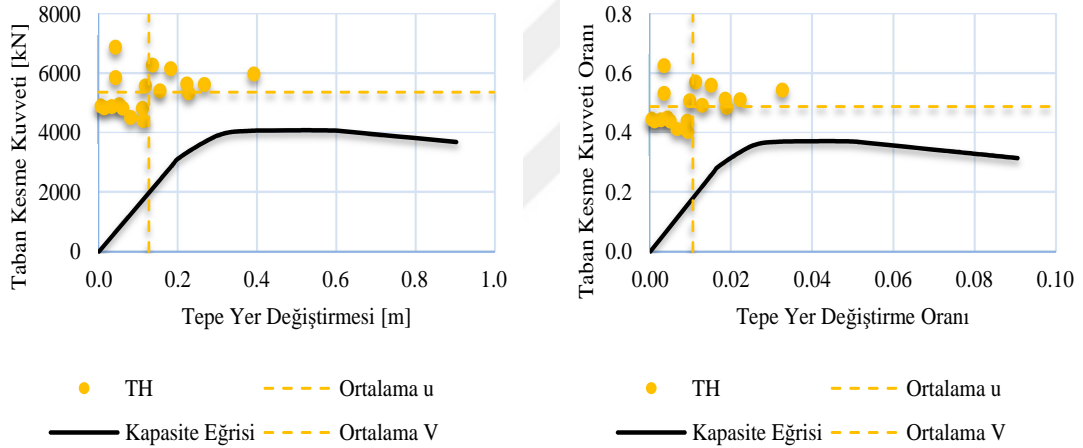 Taban Kesme Kuvveti [kN]
8000
6000
4000
2000
0
0.0 0.2 0.4 0.6 0.8 1.0
Tepe Yer Değiştirmesi [m]
TH
Ortalama u
Kapasite Eğrisi
Ortalama V
Taban Kesme Kuvveti Oranı
0.8
0.6
0.4
0.2
0.0
0.00 0.02 0.04 0.06 0.08 0.10
Tepe Yer Değiştirme Oranı
TH
Ortalama u
Kapasite Eğrisi
Ortalama V